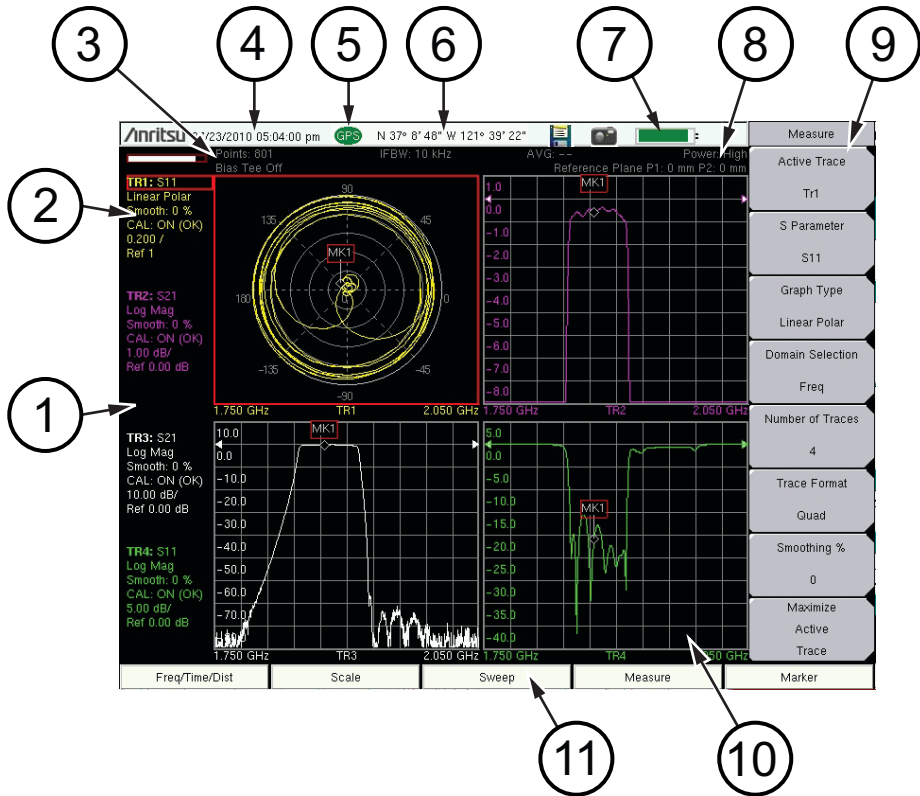 3
4
5
6
7
8
9
Anritsu /23/2010 05:04:00 pm GPS N 37° 8' 48" W 121° 39' 22"
Measure
Points: 801 IFBW: 10 kHz AVG: -- Power: High
Bias Tee Off Reference Plane P1: 0 mm P2: 0 mm
2
TR1: S11
Linear Polar
Smooth: 0 %
CAL: ON (OK)
0.200 /
Ref 1
TR2: S21
Log Mag
Smooth: 0 %
CAL: ON (OK)
1.00 dB/
Ref 0.00 dB
1
TR3: S21
Log Mag
Smooth: 0 %
CAL: ON (OK)
10.00 dB/
Ref 0.00 dB
TR4: S11
Log Mag
Smooth: 0 %
CAL: ON (OK)
5.00 dB/
Ref 0.00 dB
90
135 45
MK1
180 0 0
-135 -45
-90
1.750 GHz TR1 2.050 GHz
MK1
1.0
0.0
-1.0
-2.0
-3.0
-4.0
-5.0
-6.0
-7.0
-8.0
1.750 GHz TR2 2.050 GHz
MK1
10.0
0.0
-10.0
-20.0
-30.0
-40.0
-50.0
-60.0
-70.0
1.750 GHz TR3 2.050 GHz
5.0
0.0
-5.0
-10.0
MK1
-15.0
-20.0
-25.0
-30.0
-35.0
-40.0
1.750 GHz TR4 050 GHz
Active Trace
Tr1
S Parameter
S11
Graph Type
Linear Polar
Domain Selection
Freq
Number of Traces
4
Trace Format
Quad
Smoothing %
0
Maximize
Active
Trace
Freq/Time/Dist Scale Sweep Measure Marker
11
10